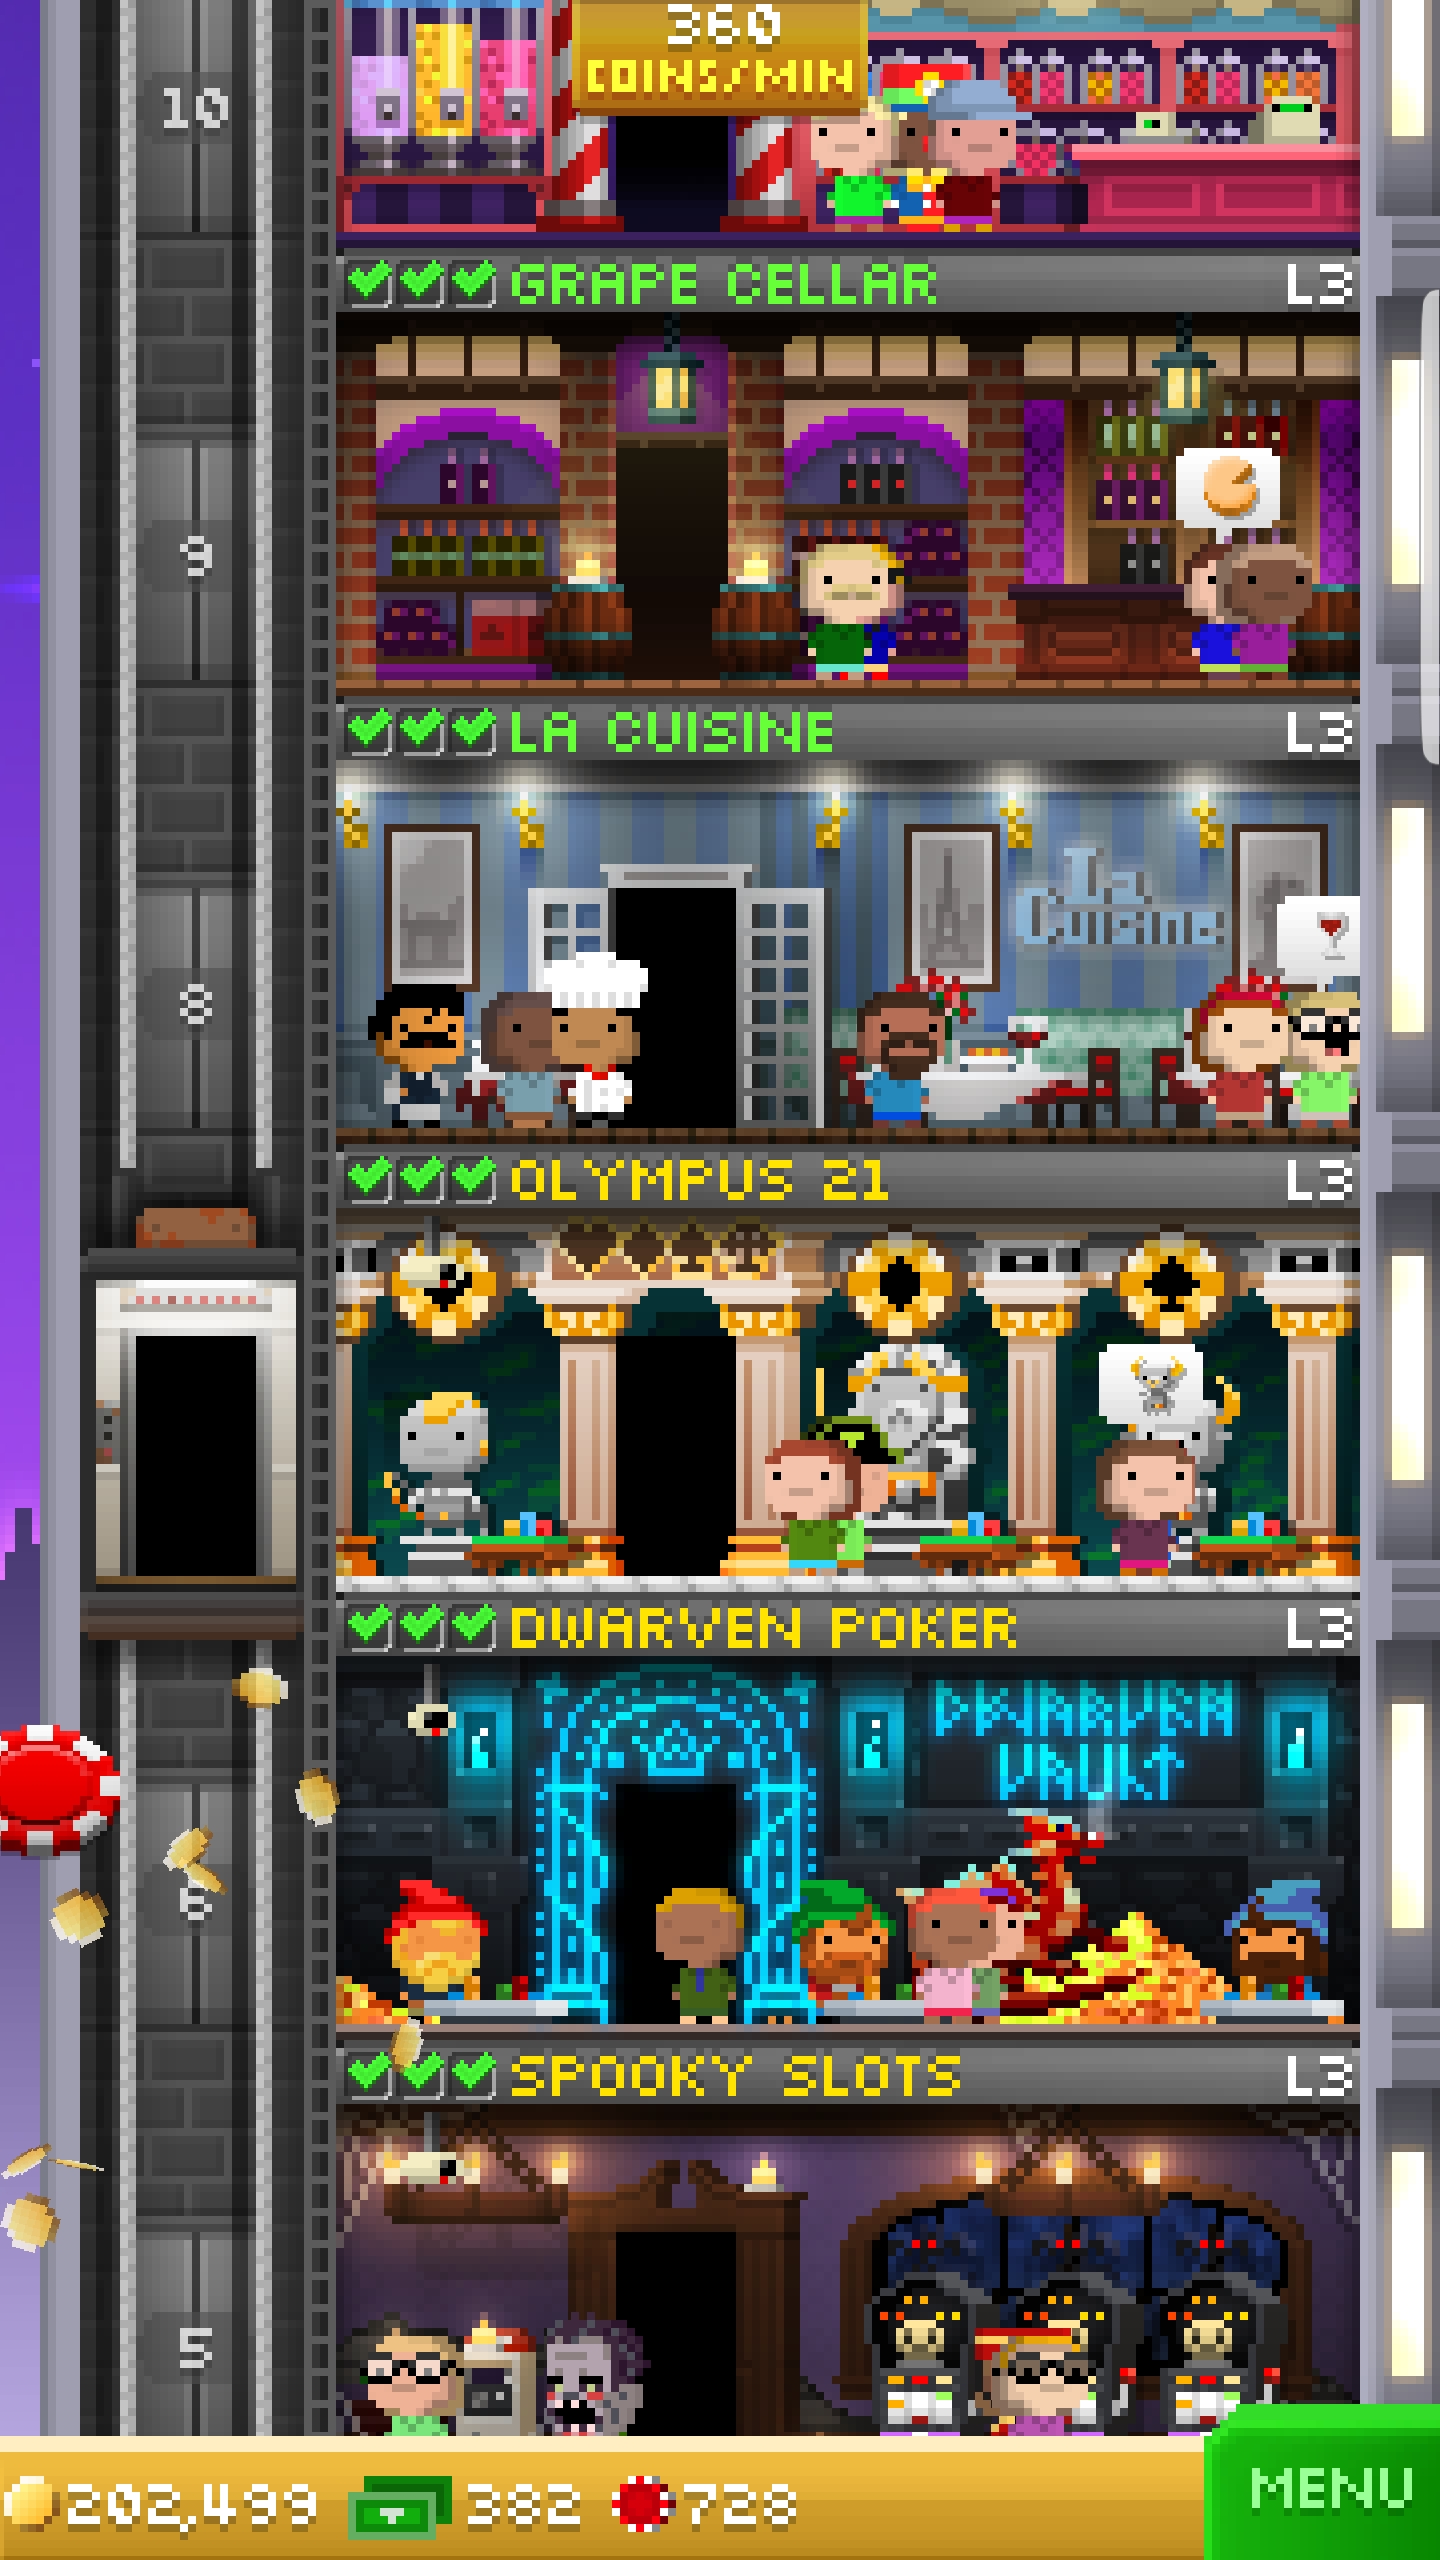 360
COINS/MIN
10
GRAPE CELLAR L3
9
LA CUISINE L3
La
Cuisine
8
OLYMPUS 21 L3
DWARVEN POKER L3
DWARVEN
VAULT
6
SPOOKY SLOTS L3
5
202,499 382 728
MENU